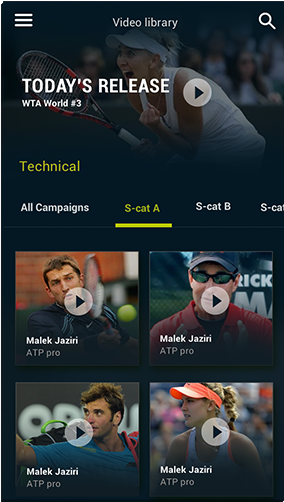 Video library
TODAY'S RELEASE
WTA World #3
Technical
All Campaigns S-cat A S-cat B S-cat
RICK
Malek Jaziri Malek Jaziri
ATP pro ATP pro
Malek Jaziri Malek Jaziri
ATP pro ATP pro